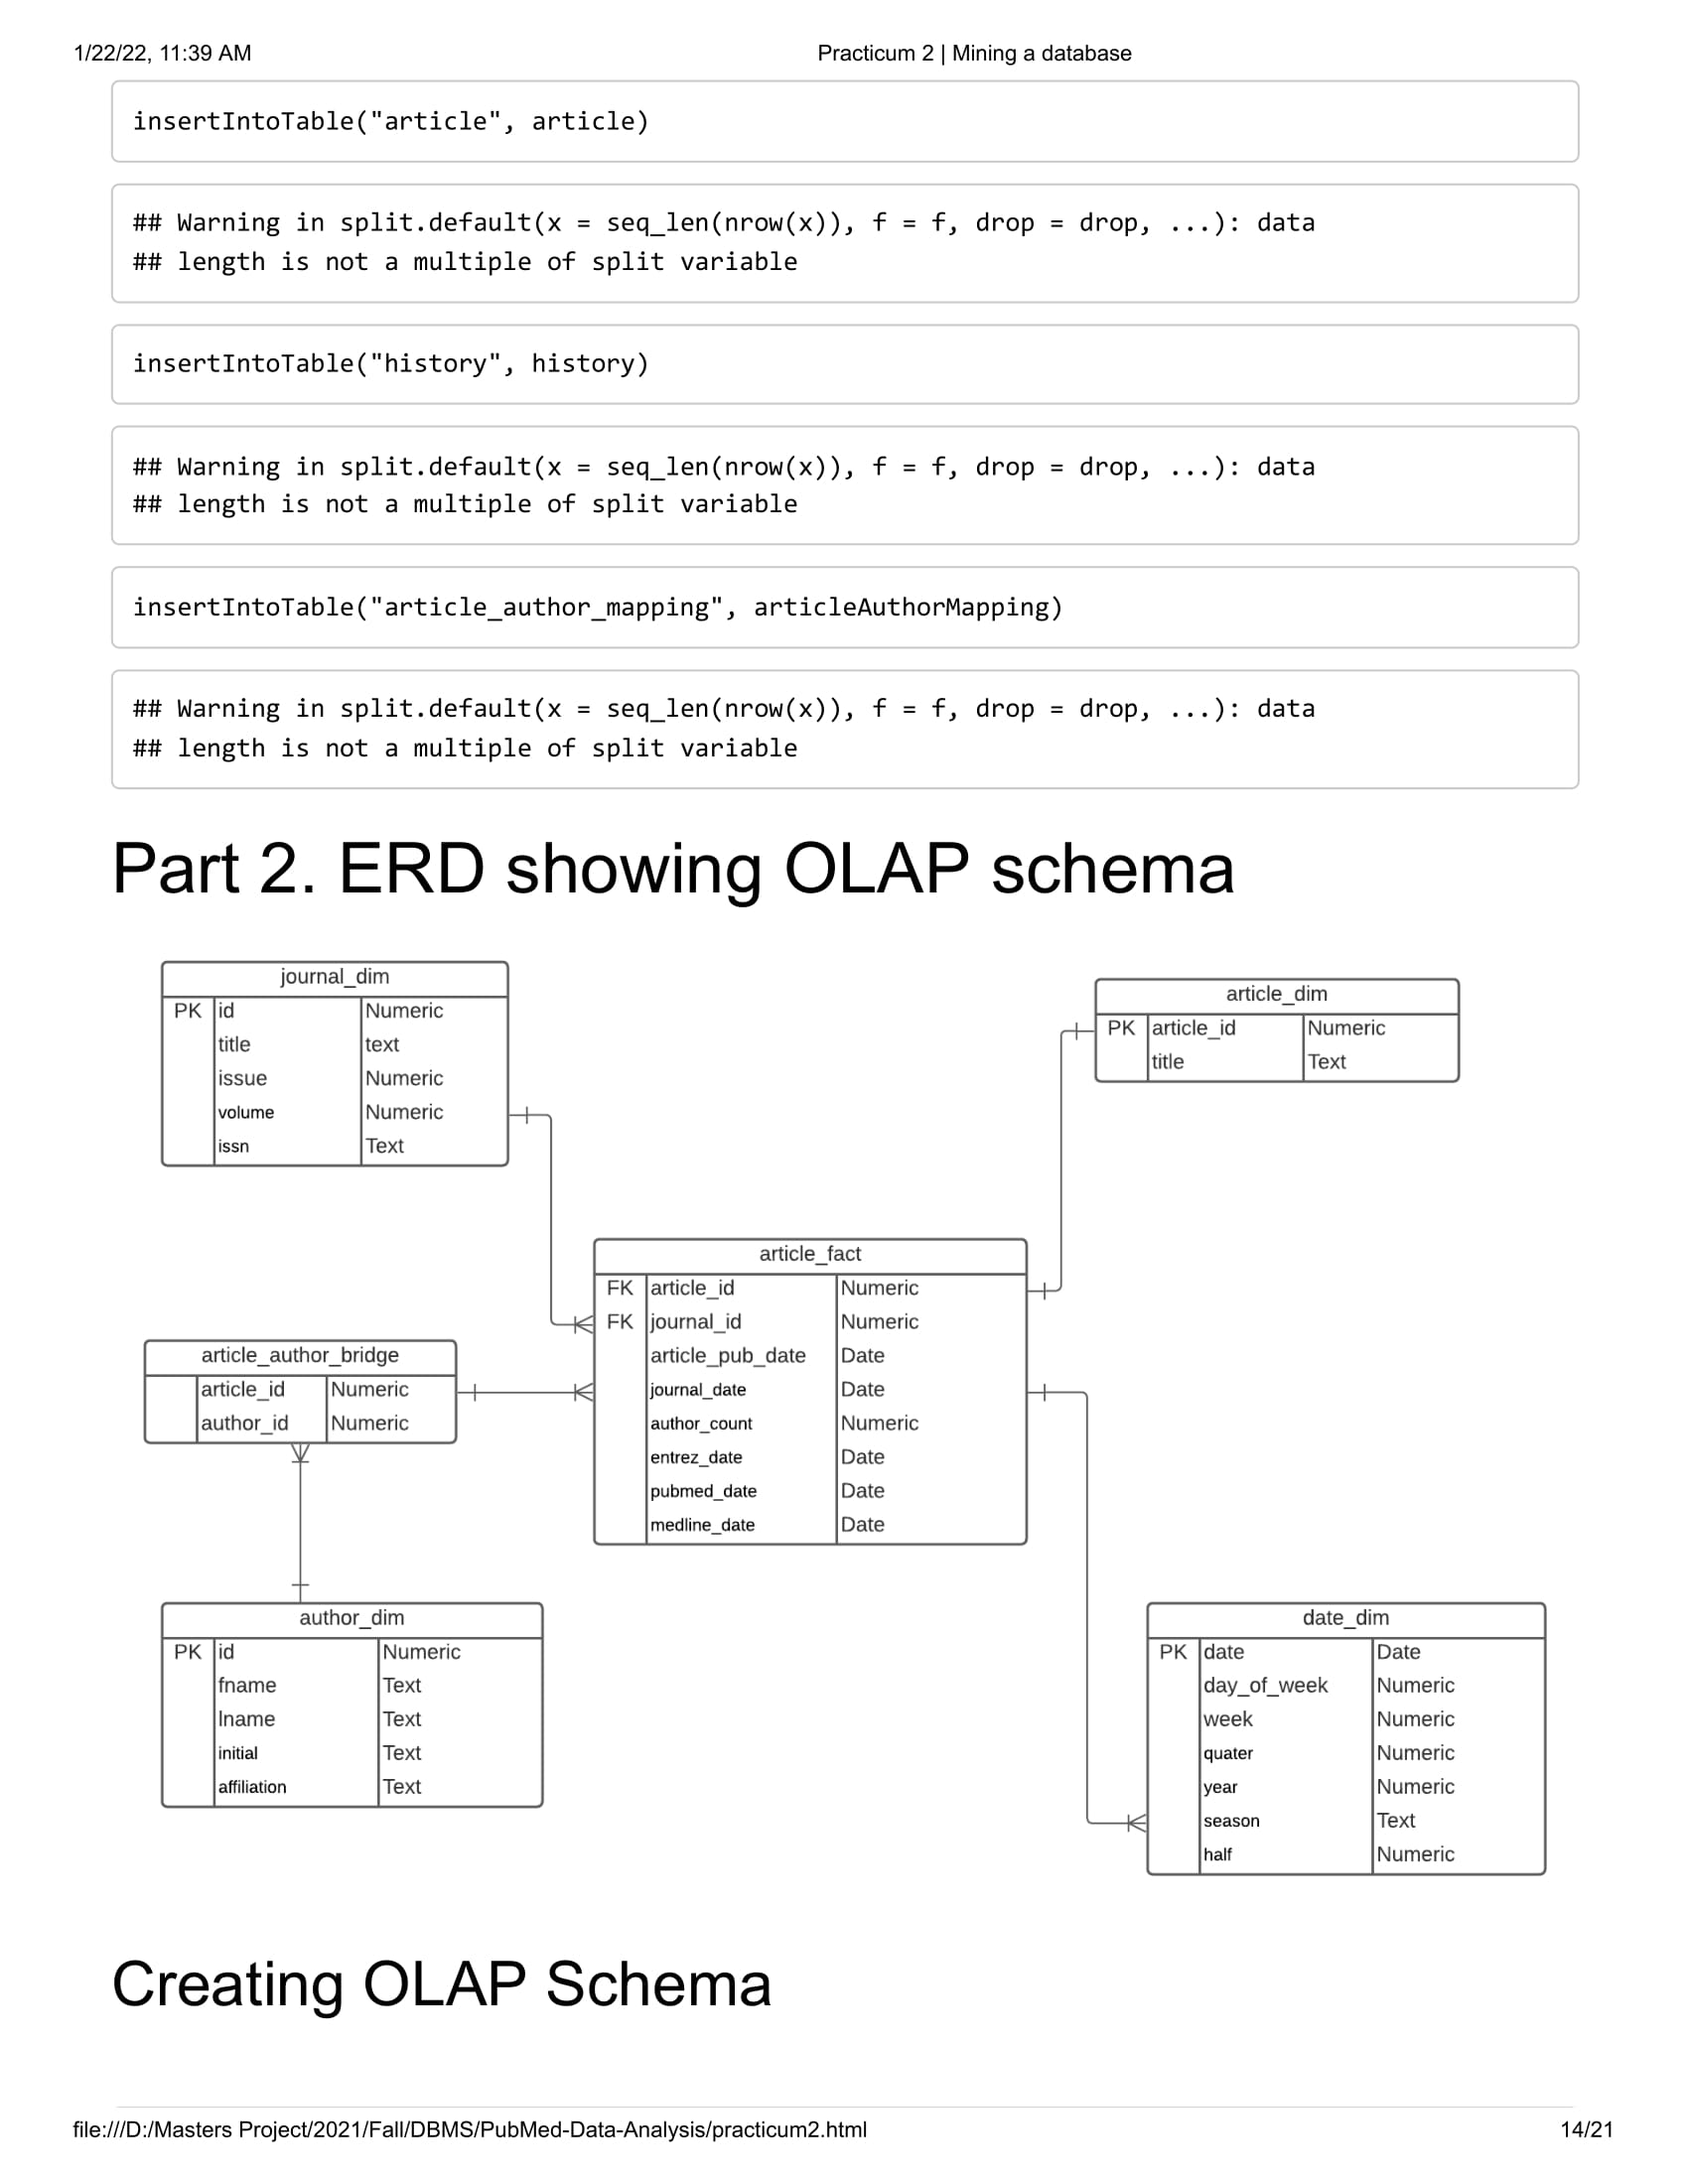 1/22/22, 11:39 AM Practicum 2 | Mining a database
insertIntoTable("article", article)
## Warning in split.default(x = seq_len(nrow(x)), f = f, drop = drop, ...): data
## length is not a multiple of split variable
insertIntoTable("history", history)
## Warning in split.default(x = seq_len(nrow(x)), f = f, drop = drop, ...): data
## length is not a multiple of split variable
insertIntoTable("article_author_mapping", articleAuthorMapping)
## Warning in split.default(x = seq_len(nrow(x)), f = f, drop = drop, ...): data
## length is not a multiple of split variable
Part 2. ERD showing OLAP schema
journal_dim
PK id Numeric
title text
issue Numeric
volume Numeric
issn Text
article_dim
PK article_id Numeric
title Text
article_fact
FK article_id Numeric
FK journal_id Numeric
article_pub_date Date
journal_date Date
author_count Numeric
entrez_date Date
pubmed_date Date
medline_date Date
article_author_bridge
article_id Numeric
author_id Numeric
author_dim
PK id Numeric
fname Text
lname Text
initial Text
affiliation Text
date_dim
PK date Date
day_of_week Numeric
week Numeric
quater Numeric
year Numeric
season Text
half Numeric
Creating OLAP Schema
file:///D:/Masters Project/2021/Fall/DBMS/PubMed-Data-Analysis/practicum2.html 14/21